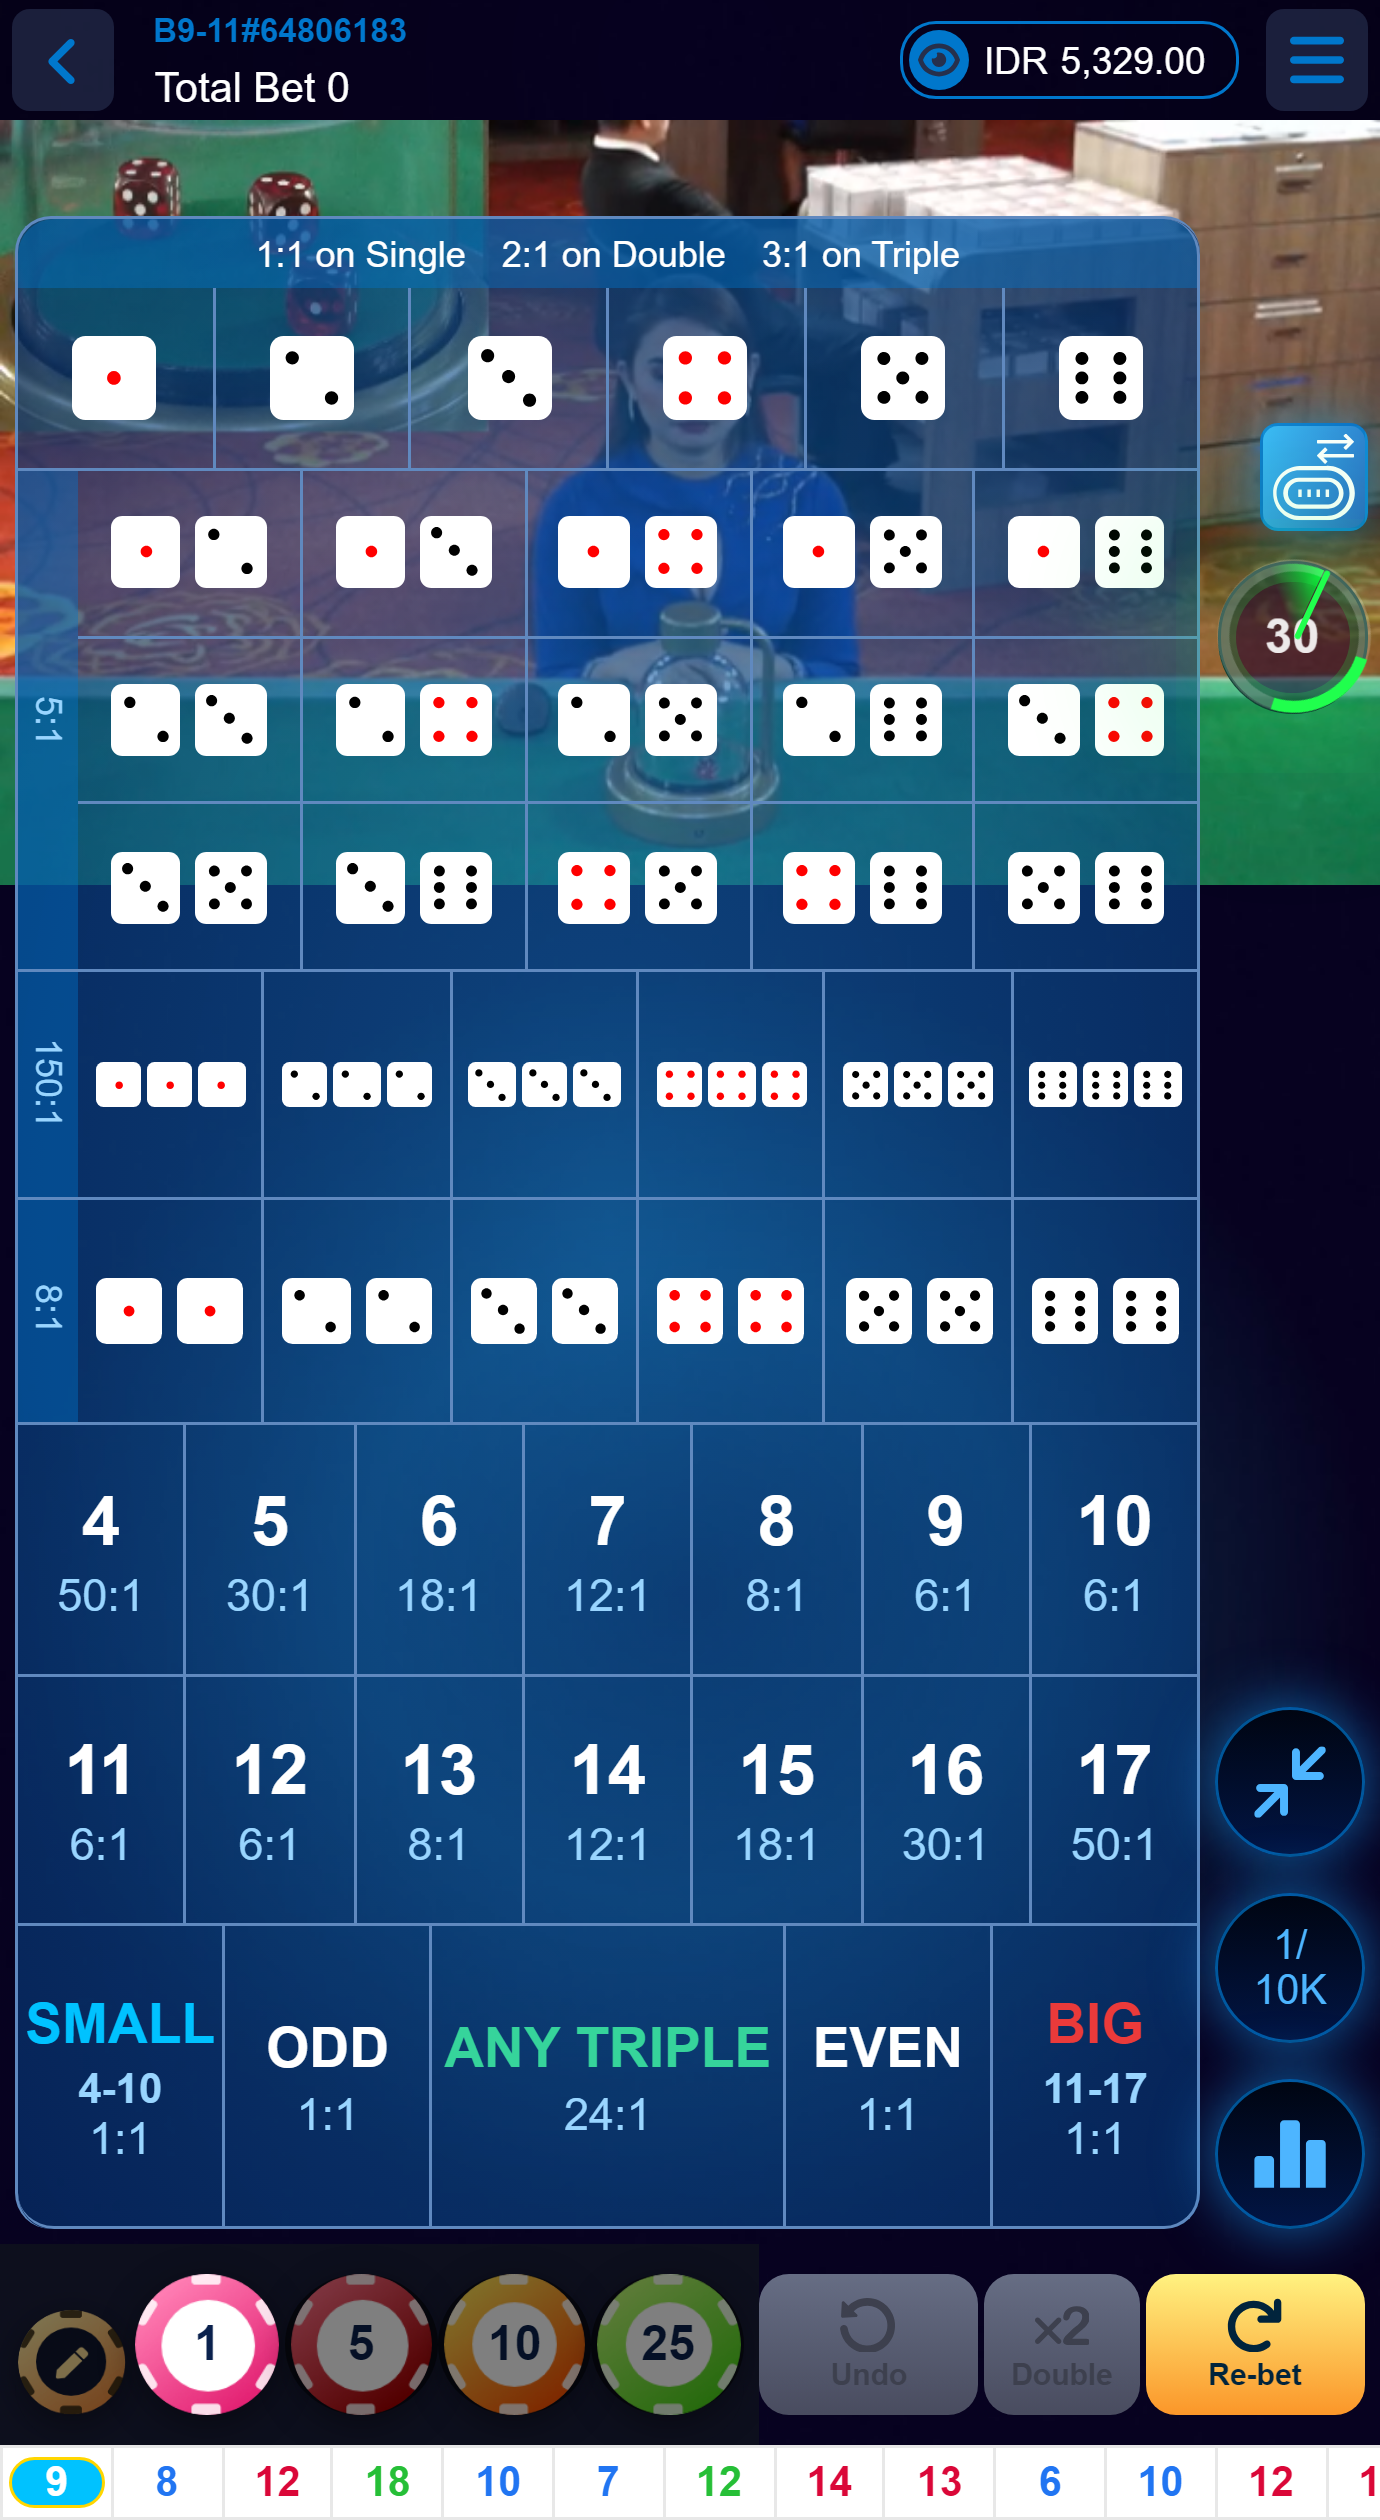 B9-11#64806183
Total Bet 0
IDR 5,329.00
1:1 on Single 2:1 on Double 3:1 on Triple
30
5:1
150:1
8:1
4 5 6 7 8 9 10
50:1 30:1 18:1 12:1 8:1 6:1 6:1
11 12 13 14 15 16 17
6:1 6:1 8:1 12:1 18:1 30:1 50:1
SMALL
4-10
1:1
ODD
1:1
ANY TRIPLE
24:1
EVEN
1:1
BIG
11-17
1:1
1/
10K
1 5 10 25
Undo
x2
Double
Re-bet
9 8 12 18 10 7 12 14 13 6 10 12